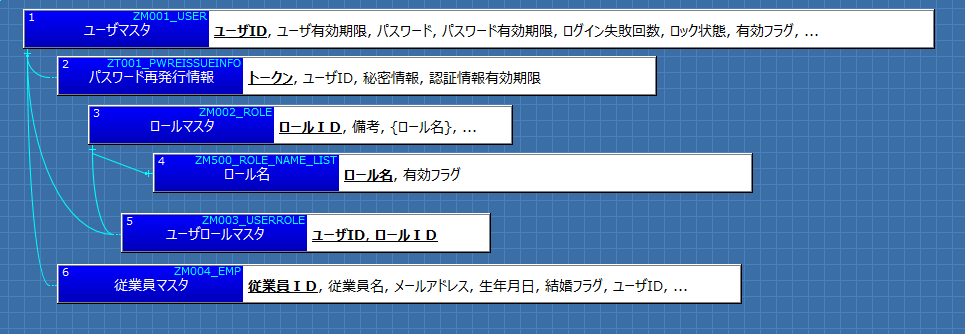 1 ZM001_USER
ユーザマスタ ユーザID, ユーザ有効期限, パスワード, パスワード有効期限, ログイン失敗回数, ロック状態, 有効フラグ, ...
2 ZT001_PWREISSUEINFO
パスワード再発行情報 トークン, ユーザID, 秘密情報, 認証情報有効期限
3 ZM002_ROLE
ロールマスタ ロールＩＤ, 備考, {ロール名}, ...
4 ZM500_ROLE_NAME_LIST
ロール名 ロール名, 有効フラグ
5 ZM003_USERROLE
ユーザロールマスタ ユーザID, ロールＩＤ
6 ZM004_EMP
従業員マスタ 従業員ＩＤ, 従業員名, メールアドレス, 生年月日, 結婚フラグ, ユーザID, ...